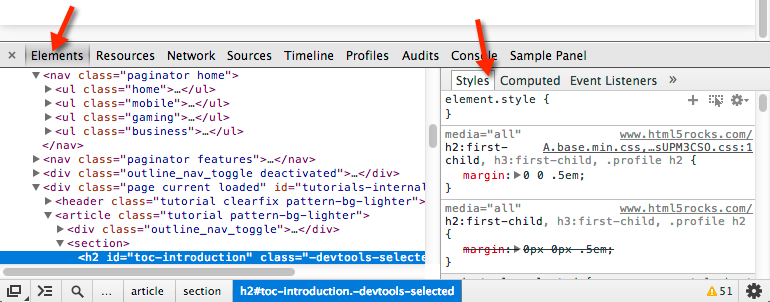 × Elements Resources Network Sources Timeline Profiles Audits Console Sample Panel
▼<nav class="paginator home">
▶<ul class="home">…</ul>
▶<ul class="mobile">…</ul>
▶<ul class="gaming">…</ul>
▶<ul class="business">…</ul>
</nav>
▶<nav class="paginator features">…</nav>
▶<div class="outline_nav_toggle deactivated">…</div>
▼<div class="page current loaded" id="tutorials-internal
▶<header class="tutorial clearfix pattern-bg-lighter">
▼<article class="tutorial pattern-bg-lighter">
▶<div class="outline_nav_toggle">…</div>
▼<section>
<h2 id="toc-introduction" class="-devtools-selected
Styles Computed Event Listeners »
element.style {
}
media="all" www.html5rocks.com/
h2:first- A.base.min.css,…sUPM3CSO.css:1
child, h3:first-child, .profile h2 {
margin:▶0 0 .5em;
}
media="all" www.html5rocks.com/
h2:first-child, h3:first-child, .profile h2
{
margin:▶0px 0px .5em;
}
... article section h2#toc-introduction.-devtools-selected 51